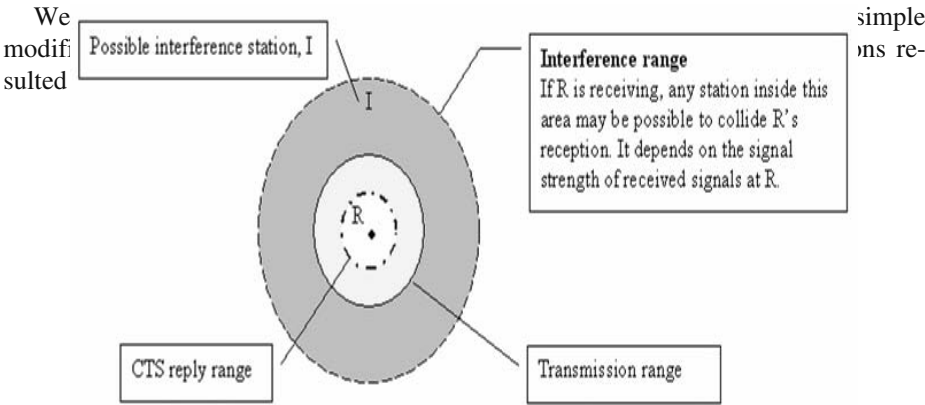 We simple
modifi ons re-
sulted
Possible interference station, I
Interference range
If R is receiving, any station inside this
area may be possible to collide R's
reception. It depends on the signal
strength of received signals at R.
I
R
CTS reply range
Transmission range